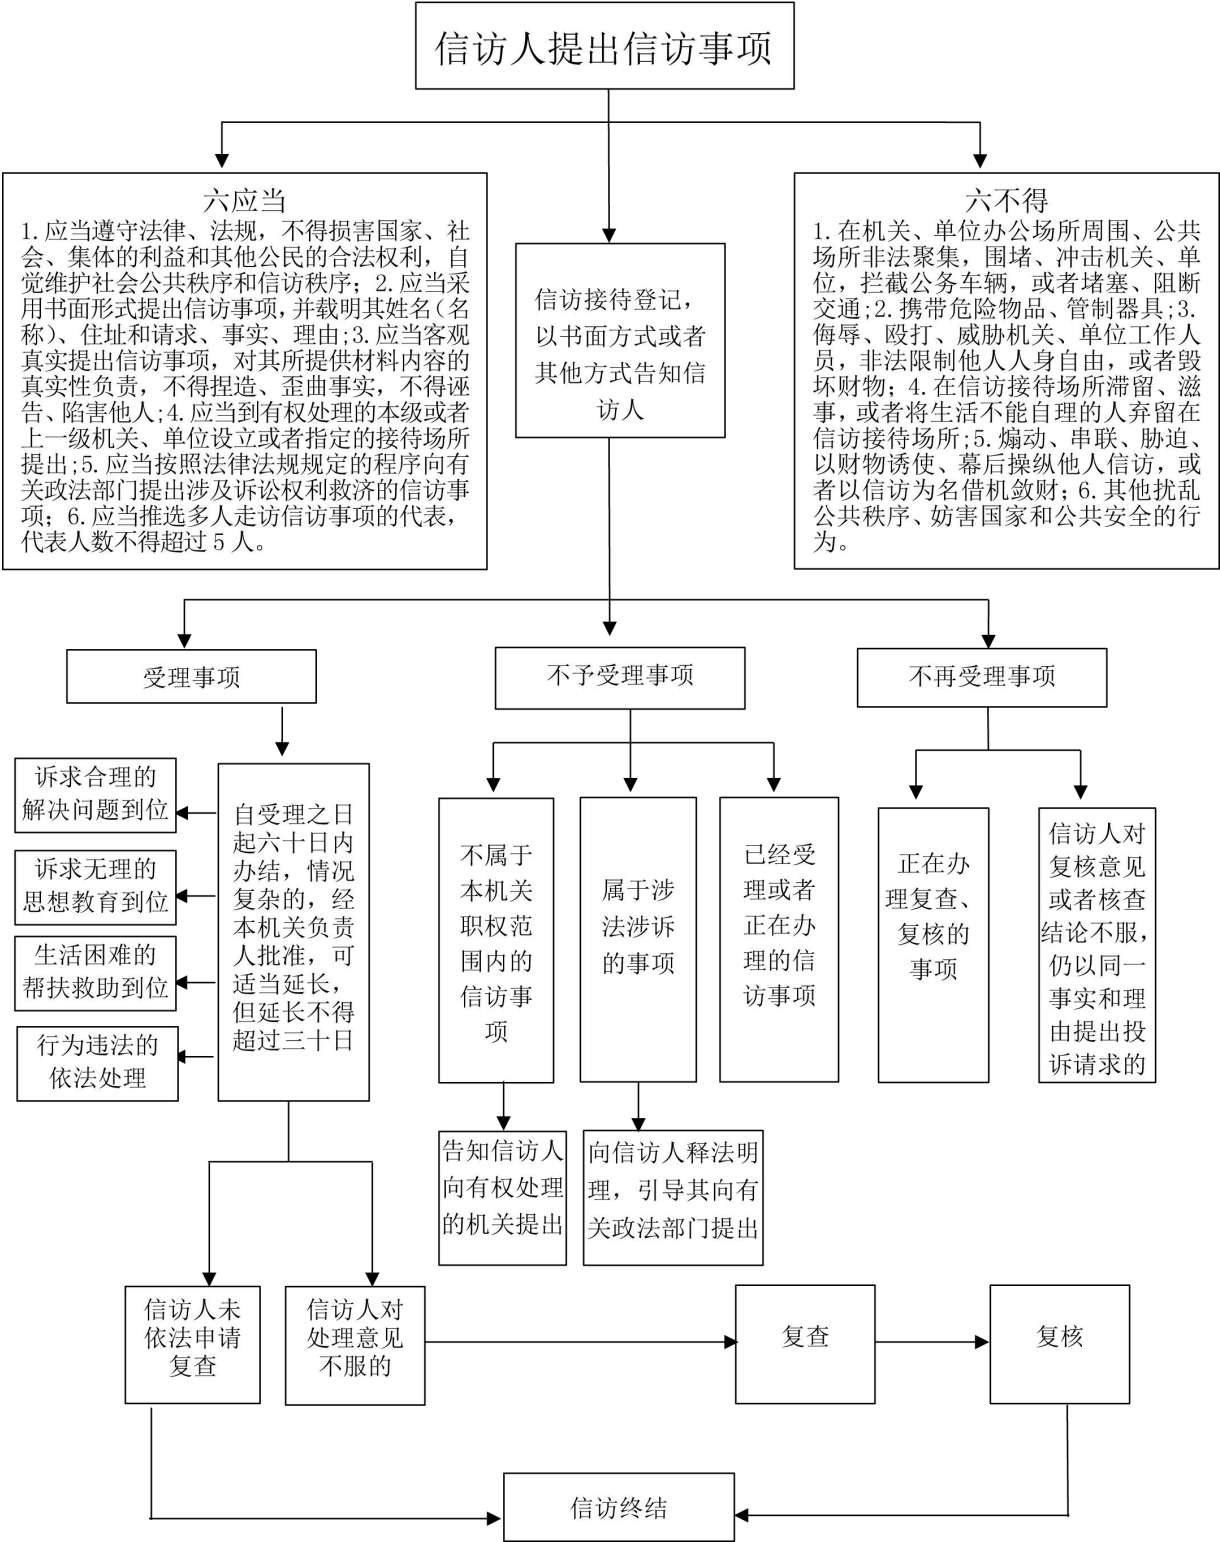 信访人提出信访事项
六应当
1.应当遵守法律、法规，不得损害国家、社
会、集体的利益和其他公民的合法权利，自
觉维护社会公共秩序和信访秩序；2.应当采
用书面形式提出信访事项,并载明其姓名(名
称)、住址和请求、事实、理由;3.应当客观
真实提出信访事项，对其所提供材料内容的
真实性负责，不得捏造、歪曲事实，不得诬
告、陷害他人;4.应当到有权处理的本级或者
上一级机关、单位设立或者指定的接待场所
提出;5.应当按照法律法规规定的程序向有
关政法部门提出涉及诉讼权利救济的信访事
项；6.应当推选多人走访信访事项的代表，
代表人数不得超过5人。
信访接待登记，
以书面方式或者
其他方式告知信
访人
六不得
1.在机关、单位办公场所周围、公共
场所非法聚集，围堵、冲击机关、单
位，拦截公务车辆，或者堵塞、阻断
交通;2.携带危险物品、管制器具;3.
侮辱、殴打、威胁机关、单位工作人
员，非法限制他人人身自由，或者毁
坏财物；4.在信访接待场所滞留、滋
事，或者将生活不能自理的人弃留在
信访接待场所;5.煽动、串联、胁迫、
以财物诱使、幕后操纵他人信访，或
者以信访为名借机敛财；6.其他扰乱
公共秩序、妨害国家和公共安全的行
为。
受理事项
不予受理事项
不再受理事项
诉求合理的
解决问题到位
诉求无理的
思想教育到位
生活困难的
帮扶救助到位
行为违法的
依法处理
自受理之日
起六十日内
办结，情况
复杂的，经
本机关负责
人批准，可
适当延长，
但延长不得
超过三十日
不属于
本机关
职权范
围内的
信访事
项
属于涉
法涉诉
的事项
已经受
理或者
正在办
理的信
访事项
正在办
理复查、
复核的
事项
信访人对
复核意见
或者核查
结论不服，
仍以同一
事实和理
由提出投
诉请求的
告知信访人
向有权处理
的机关提出
向信访人释法明
理，引导其向有
关政法部门提出
信访人未
依法申请
复查
信访人对
处理意见
不服的
复查
复核
信访终结